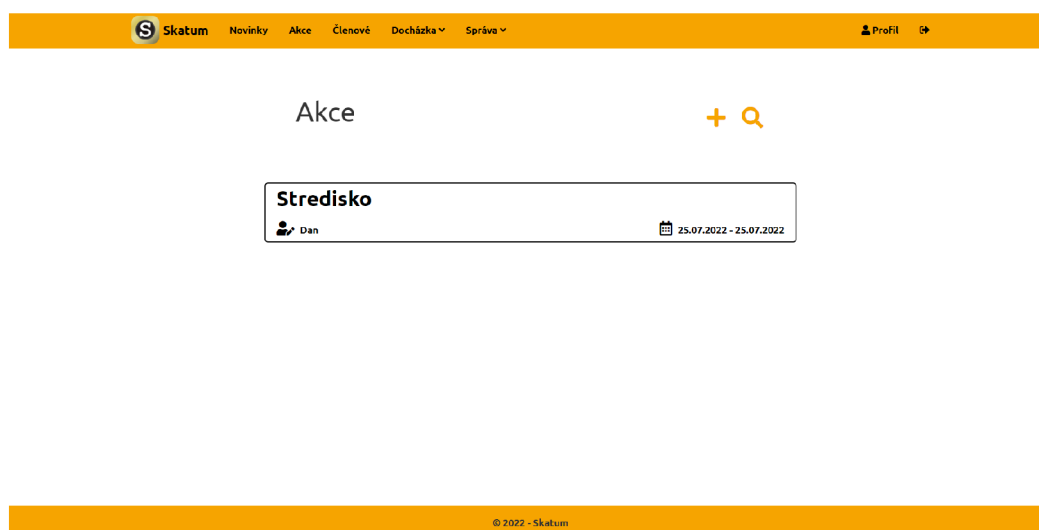 S Skatum Novinky Akce Členové Docházka Správa Profil
Akce
Stredisko
Dan 25.07.2022 - 25.07.2022
© 2022 - Skatum